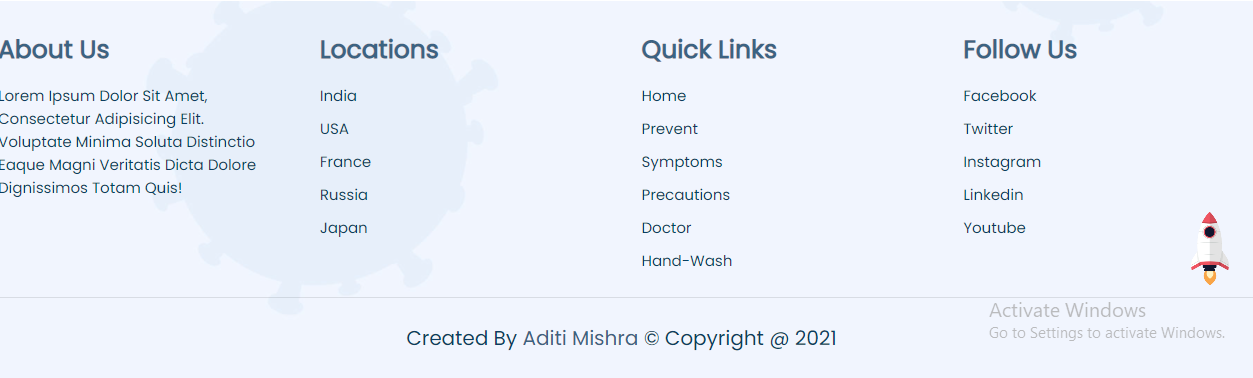 About Us
Lorem Ipsum Dolor Sit Amet,
Consectetur Adipisicing Elit.
Voluptate Minima Soluta Distinctio
Eaque Magni Veritatis Dicta Dolore
Dignissimos Totam Quis!
Locations
India
USA
France
Russia
Japan
Quick Links
Home
Prevent
Symptoms
Precautions
Doctor
Hand-Wash
Follow Us
Facebook
Twitter
Instagram
Linkedin
Youtube
Activate Windows
Go to Settings to activate Windows.
Created By Aditi Mishra © Copyright @ 2021